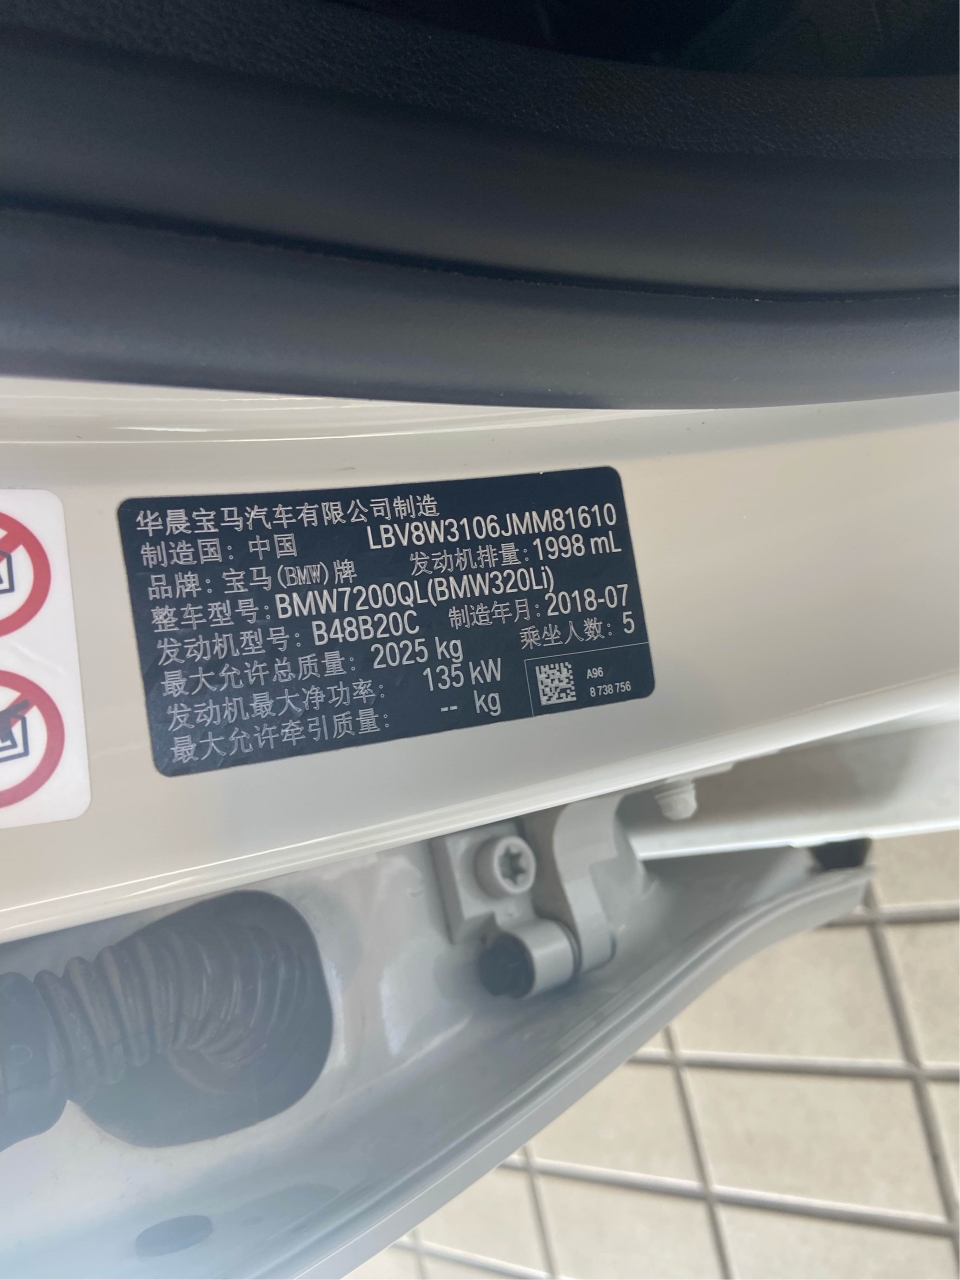 华晨宝马汽车有限公司制造
制造国：中国 LBV8W3106JMM81610
品牌：宝马(BMW)牌 发动机排量：1998 mL
整车型号：BMW7200QL(BMW320Li)
发动机型号：B48B20C 制造年月：2018-07
最大允许总质量：2025 kg 乘坐人数：5
发动机最大净功率：135 kW
最大允许牵引质量：-- kg
A96
8 738 756